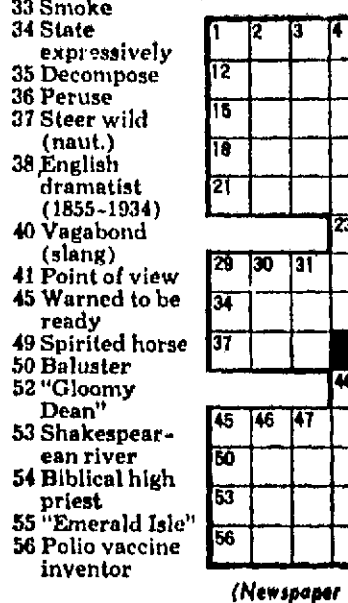 33 Smoke
34 State
expressively
35 Decompose
36 Peruse
37 Steer wild
(naut.)
38 English
dramatist
(1855-1934)
40 Vagabond
(slang)
41 Point of view
45 Warned to be
ready
49 Spirited horse
50 Baluster
52 "Gloomy
Dean"
53 Shakespear-
ean river
54 Biblical high
priest
55 "Emerald Isle"
56 Polio vaccine
inventor
1 2 3 4
12
15
18
21
23
29 30 31
34
37
44
45 46 47
50
53
56
(Newspaper